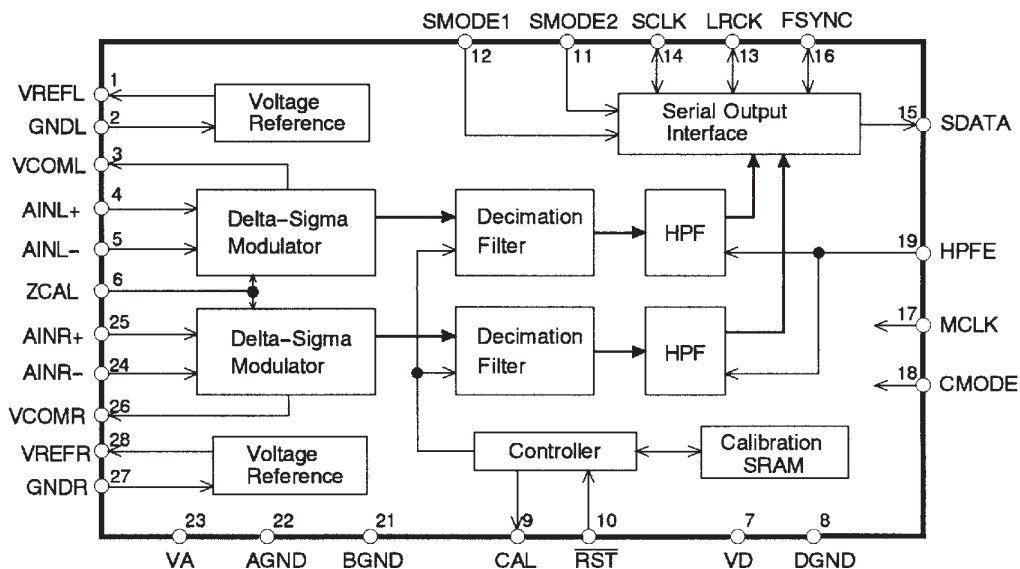 SMODE1 SMODE2 SCLK LRCK FSYNC
12 11 14 13 16
VREFL 1
Voltage
Reference
GNDL 2
VCOML 3
AINL+ 4
AINL− 5
ZCAL 6
AINR+ 25
AINR− 24
VCOMR 26
VREFR 28
GNDR 27
Delta−Sigma
Modulator
Delta−Sigma
Modulator
Voltage
Reference
Decimation
Filter
Decimation
Filter
HPF
HPF
Serial Output
Interface
15 SDATA
19 HPFE
17 MCLK
18 CMODE
Controller
Calibration
SRAM
23 22 21 9 10 7 8
VA AGND BGND CAL R̅S̅T̅ VD DGND